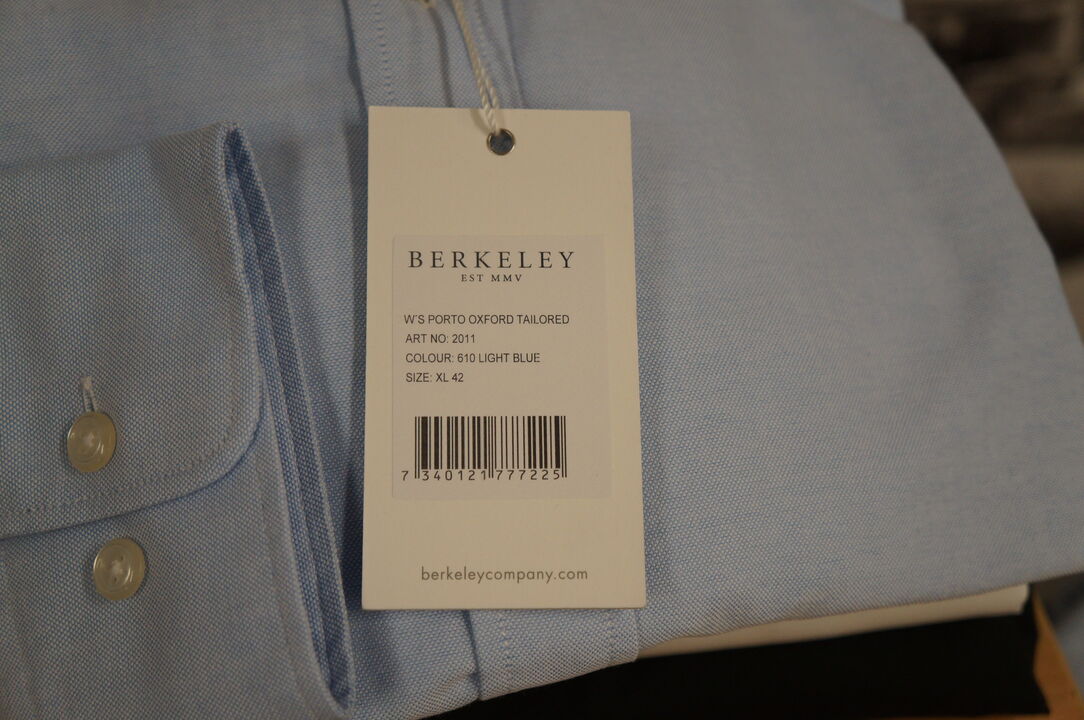 BERKELEY
EST MMV
W´S PORTO OXFORD TAILORED
ART NO: 2011
COLOUR: 610 LIGHT BLUE
SIZE: XL 42
7 340121 777225
berkeleycompany.com